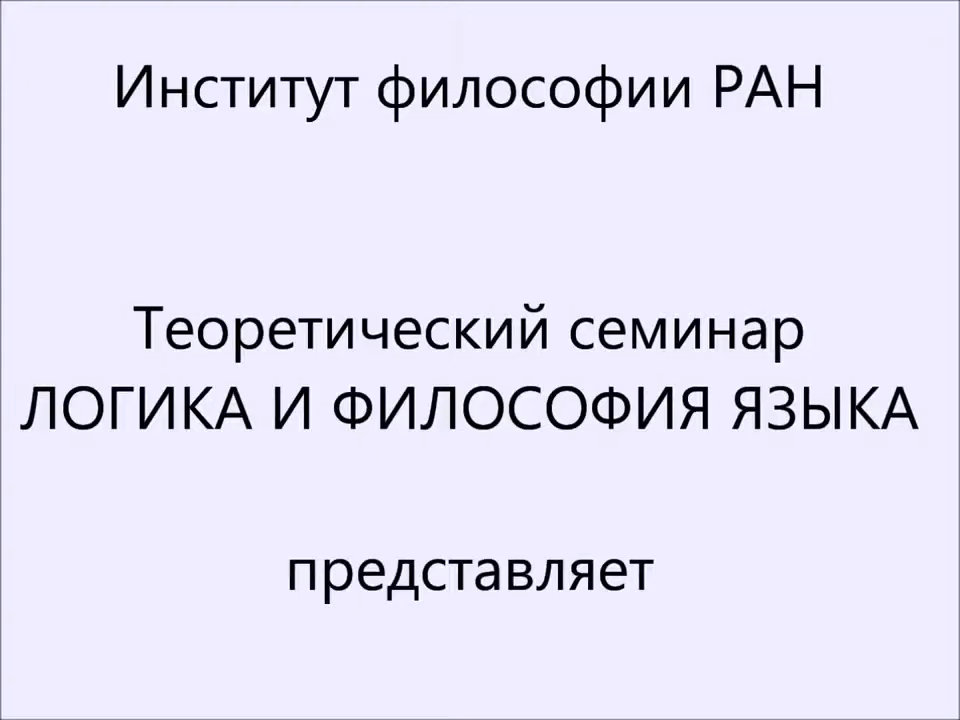 Институт философии РАН
Теоретический семинар
ЛОГИКА И ФИЛОСОФИЯ ЯЗЫКА
представляет